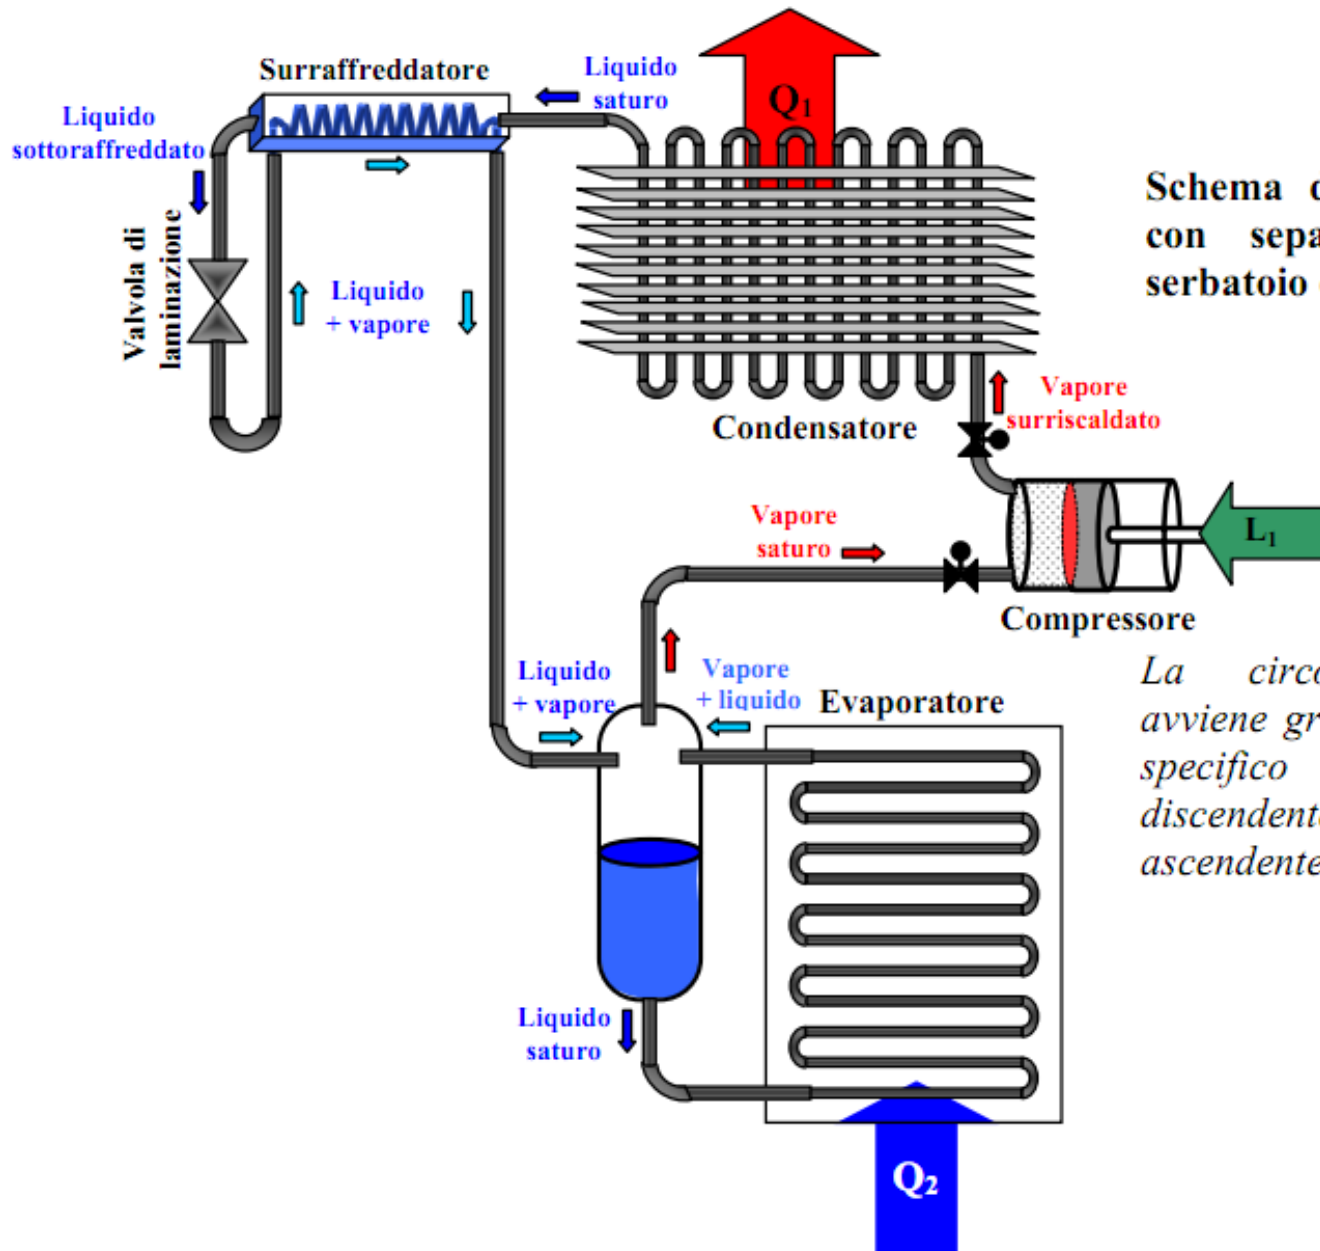 Surraffreddatore
Liquido
saturo
Q1
Liquido
sottoraffreddato
Valvola di
laminazione
Liquido
+ vapore
Schema
con
serbatoio
Condensatore
Vapore
surriscaldato
Vapore
saturo
L1
Compressore
Liquido
+ vapore
Vapore
+ liquido
Evaporatore
La
avviene
specifico
Liquido
saturo
Q2